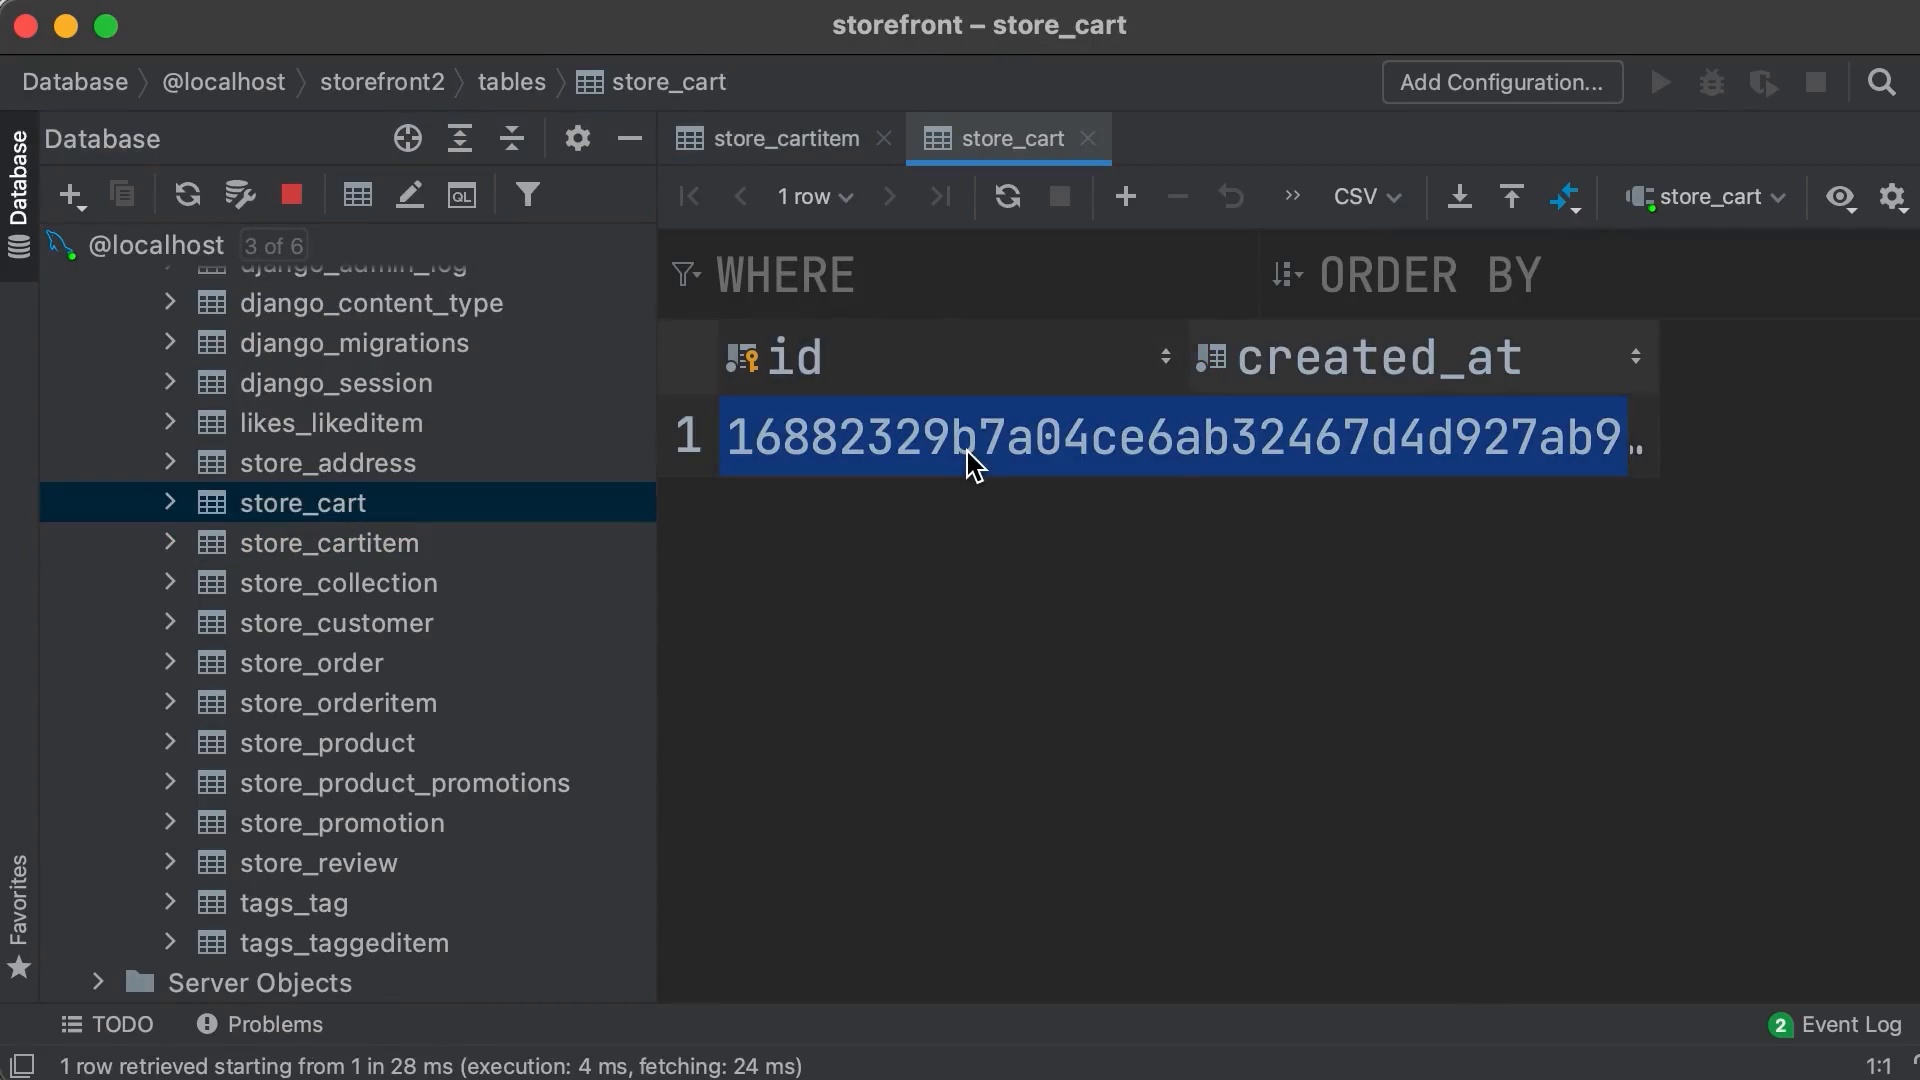 storefront – store_cart
Database
@localhost
storefront2
tables
store_cart
Add Configuration...
Database
Database
store_cartitem
store_cart
1 row
CSV
store_cart
@localhost 3 of 6
WHERE
ORDER BY
django_admin_log
id
created_at
1
16882329b7a04ce6ab32467d4d927ab9…
django_content_type
django_migrations
django_session
likes_likeditem
store_address
store_cart
store_cartitem
store_collection
store_customer
store_order
store_orderitem
store_product
store_product_promotions
store_promotion
store_review
tags_tag
tags_taggeditem
Server Objects
Favorites
TODO
Problems
2 Event Log
1 row retrieved starting from 1 in 28 ms (execution: 4 ms, fetching: 24 ms)
1:1